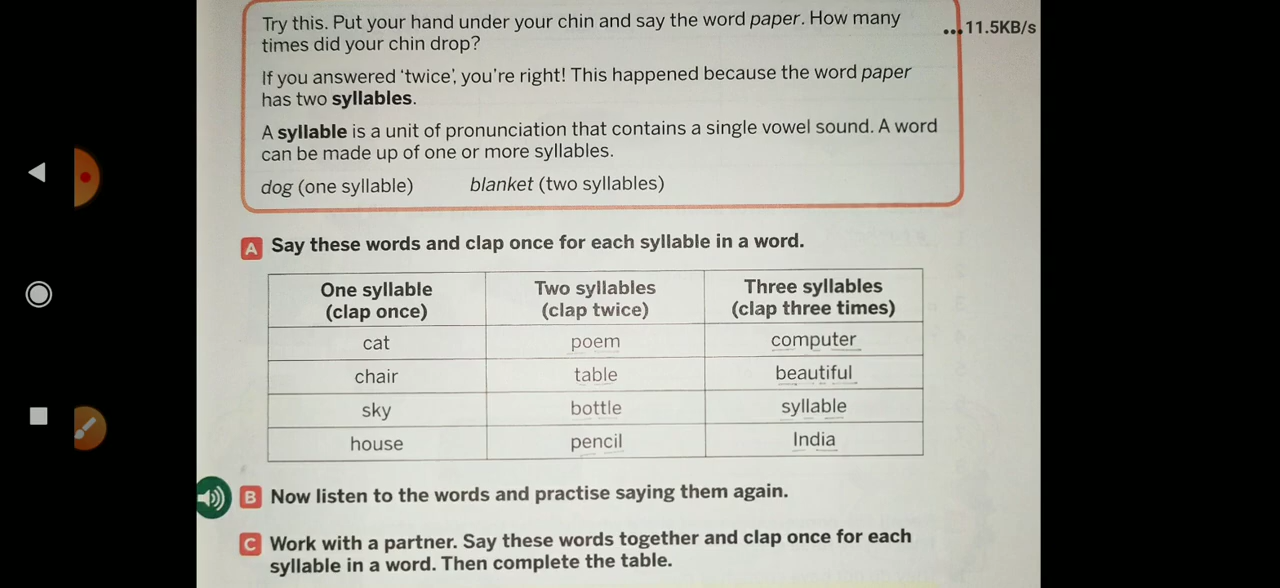 Try this. Put your hand under your chin and say the word paper. How many
times did your chin drop?
...11.5KB/s
If you answered 'twice', you're right! This happened because the word paper
has two syllables.
A syllable is a unit of pronunciation that contains a single vowel sound. A word
can be made up of one or more syllables.
dog (one syllable) blanket (two syllables)
A Say these words and clap once for each syllable in a word.
One syllable Two syllables Three syllables
(clap once) (clap twice) (clap three times)
cat poem computer
chair table beautiful
sky bottle syllable
house pencil India
B Now listen to the words and practise saying them again.
C Work with a partner. Say these words together and clap once for each
syllable in a word. Then complete the table.